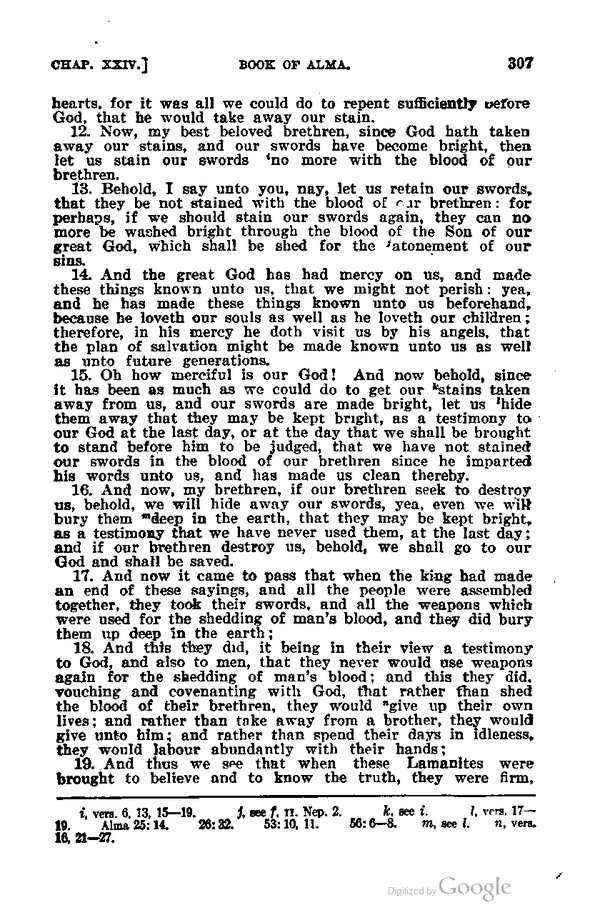 CHAP. XXIV.] BOOK OF ALMA. 307
hearts, for it was all we could do to repent sufficiently before
God, that he would take away our stain.
12. Now, my best beloved brethren, since God hath taken
away our stains, and our swords have become bright, then
let us stain our swords ⁱno more with the blood of our
brethren.
13. Behold, I say unto you, nay, let us retain our swords,
that they be not stained with the blood of our brethren: for
perhaps, if we should stain our swords again, they can no
more be washed bright through the blood of the Son of our
great God, which shall be shed for the ʲatonement of our
sins.
14. And the great God has had mercy on us, and made
these things known unto us, that we might not perish: yea,
and he has made these things known unto us beforehand,
because he loveth our souls as well as he loveth our children;
therefore, in his mercy he doth visit us by his angels, that
the plan of salvation might be made known unto us as well
as unto future generations.
15. Oh how merciful is our God! And now behold, since
it has been as much as we could do to get our ᵏstains taken
away from us, and our swords are made bright, let us ˡhide
them away that they may be kept bright, as a testimony to
our God at the last day, or at the day that we shall be brought
to stand before him to be judged, that we have not stained
our swords in the blood of our brethren since he imparted
his words unto us, and has made us clean thereby.
16. And now, my brethren, if our brethren seek to destroy
us, behold, we will hide away our swords, yea, even we will
bury them ᵐdeep in the earth, that they may be kept bright,
as a testimony that we have never used them, at the last day;
and if our brethren destroy us, behold, we shall go to our
God and shall be saved.
17. And now it came to pass that when the king had made
an end of these sayings, and all the people were assembled
together, they took their swords, and all the weapons which
were used for the shedding of man's blood, and they did bury
them up deep in the earth;
18. And this they did, it being in their view a testimony
to God, and also to men, that they never would use weapons
again for the shedding of man's blood; and this they did,
vouching and covenanting with God, that rather than shed
the blood of their brethren, they would ⁿgive up their own
lives; and rather than take away from a brother, they would
give unto him; and rather than spend their days in idleness,
they would labour abundantly with their hands;
19. And thus we see that when these Lamanites were
brought to believe and to know the truth, they were firm,
i, vers. 6, 13, 15—19. j, see f, II. Nep. 2. k, see i. l, vers. 17—
19. Alma 25:14. 26:32. 53:10, 11. 56:6—8. m, see l. n, vers.
16, 21—27.
Digitized by Google